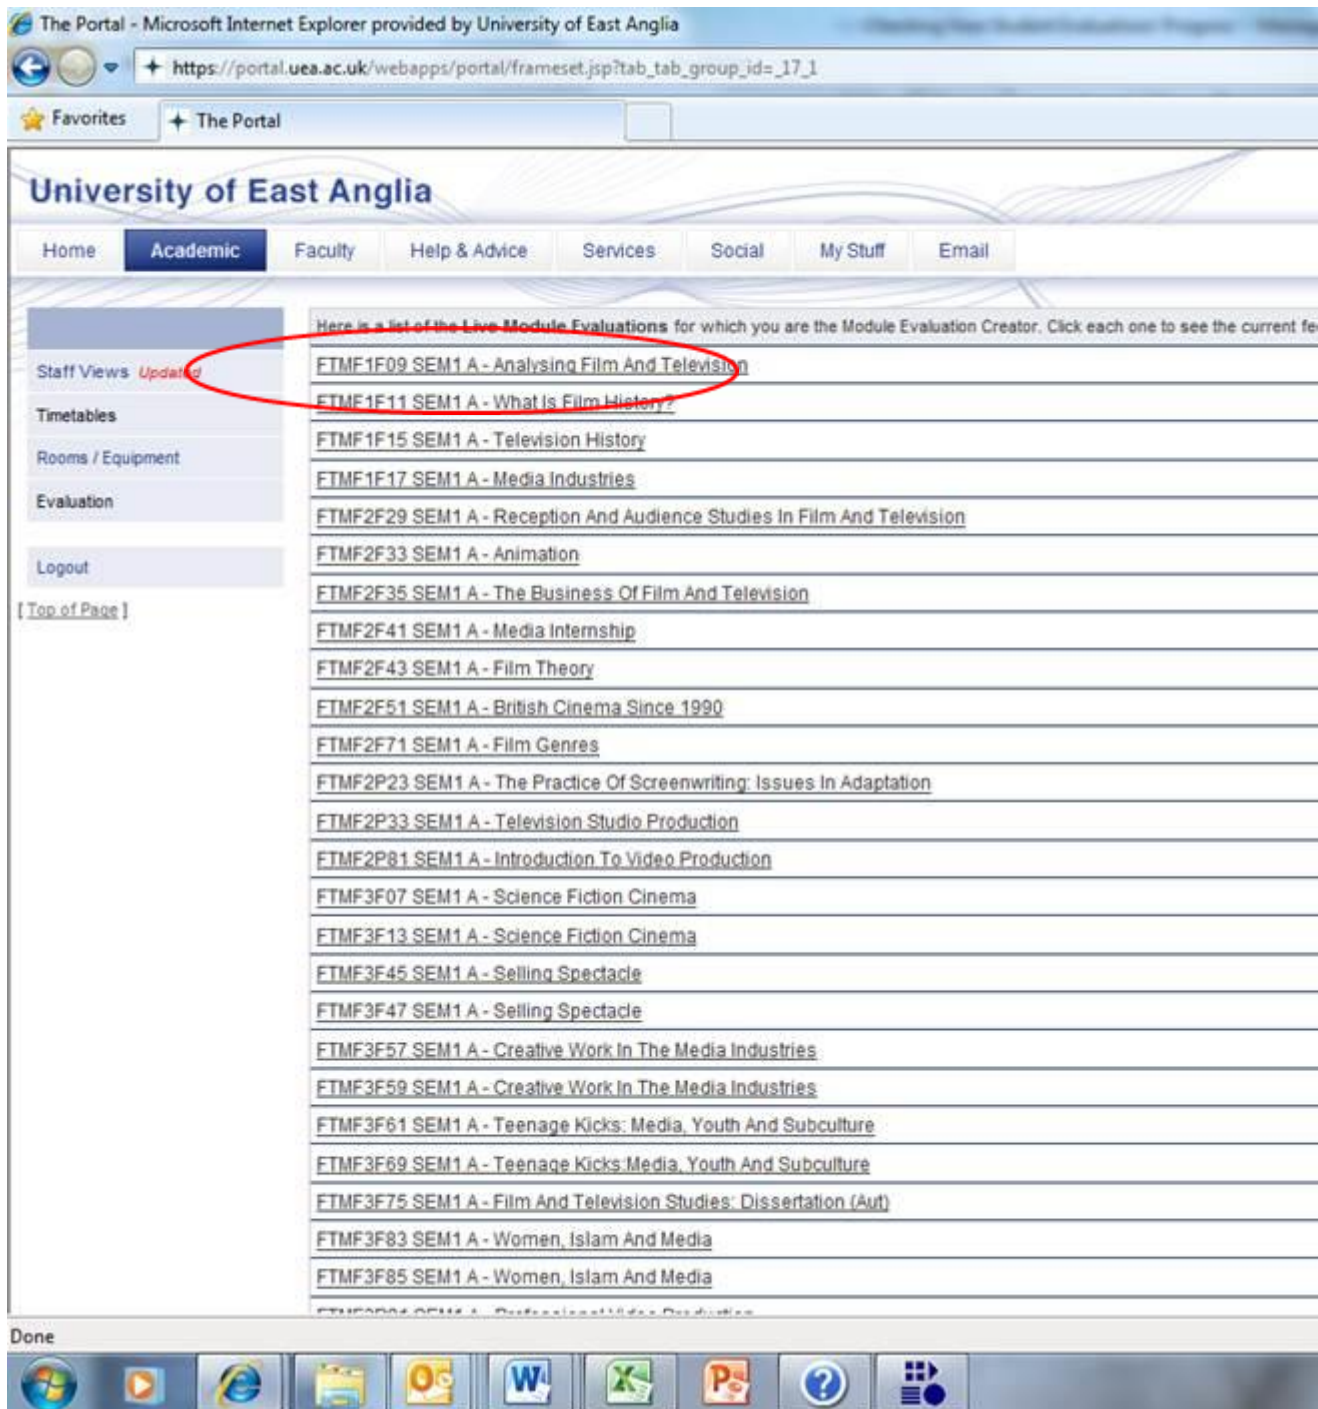 The Portal - Microsoft Internet Explorer provided by University of East Anglia
https://portal.uea.ac.uk/webapps/portal/frameset.jsp?tab_tab_group_id=_17_1
Favorites
The Portal
University of East Anglia
Home Academic Faculty Help & Advice Services Social My Stuff Email
Here is a list of the Live Module Evaluations for which you are the Module Evaluation Creator. Click each one to see the current fe
Staff Views Updated
Timetables
Rooms / Equipment
Evaluation
Logout
[ Top of Page ]
FTMF1F09 SEM1 A - Analysing Film And Television
FTMF1F11 SEM1 A - What Is Film History?
FTMF1F15 SEM1 A - Television History
FTMF1F17 SEM1 A - Media Industries
FTMF2F29 SEM1 A - Reception And Audience Studies In Film And Television
FTMF2F33 SEM1 A - Animation
FTMF2F35 SEM1 A - The Business Of Film And Television
FTMF2F41 SEM1 A - Media Internship
FTMF2F43 SEM1 A - Film Theory
FTMF2F51 SEM1 A - British Cinema Since 1990
FTMF2F71 SEM1 A - Film Genres
FTMF2P23 SEM1 A - The Practice Of Screenwriting: Issues In Adaptation
FTMF2P33 SEM1 A - Television Studio Production
FTMF2P81 SEM1 A - Introduction To Video Production
FTMF3F07 SEM1 A - Science Fiction Cinema
FTMF3F13 SEM1 A - Science Fiction Cinema
FTMF3F45 SEM1 A - Selling Spectacle
FTMF3F47 SEM1 A - Selling Spectacle
FTMF3F57 SEM1 A - Creative Work In The Media Industries
FTMF3F59 SEM1 A - Creative Work In The Media Industries
FTMF3F61 SEM1 A - Teenage Kicks: Media, Youth And Subculture
FTMF3F69 SEM1 A - Teenage Kicks:Media, Youth And Subculture
FTMF3F75 SEM1 A - Film And Television Studies: Dissertation (Aut)
FTMF3F83 SEM1 A - Women, Islam And Media
FTMF3F85 SEM1 A - Women, Islam And Media
Done